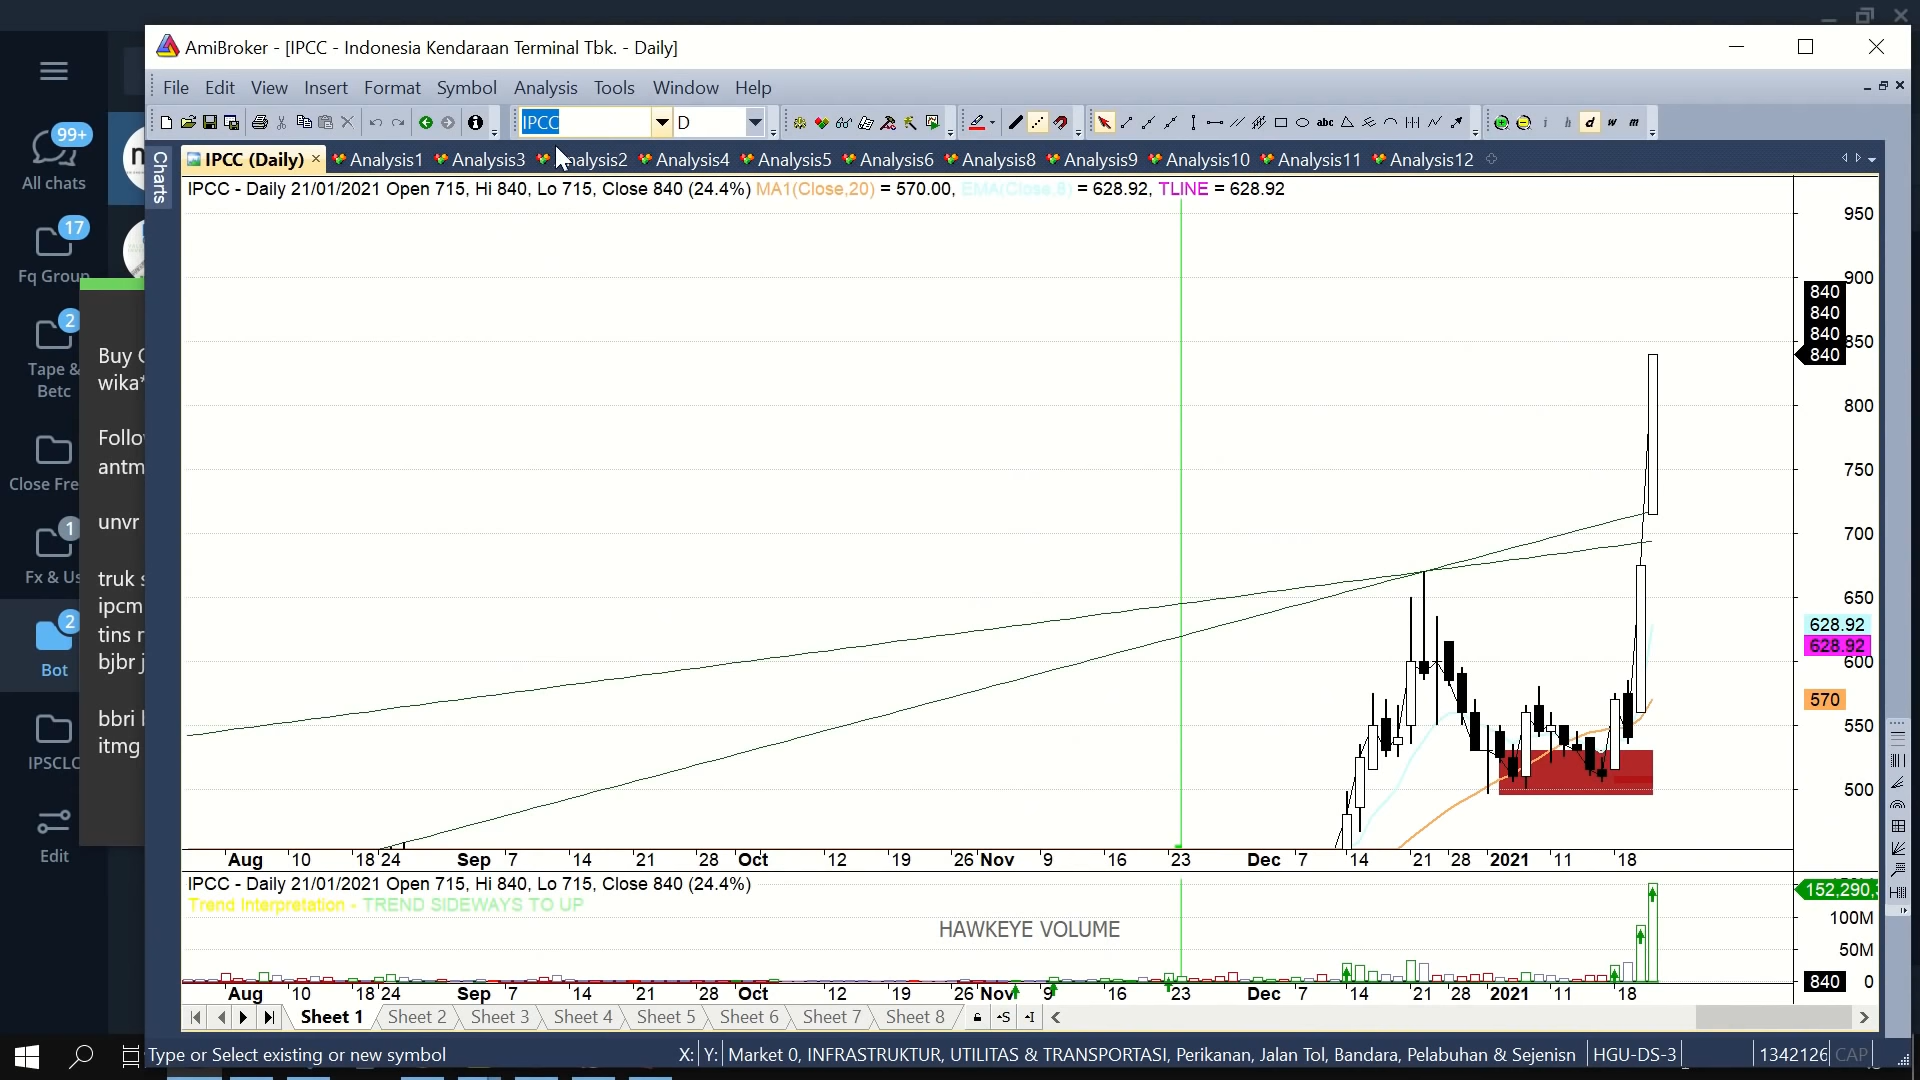 AmiBroker - [IPCC - Indonesia Kendaraan Terminal Tbk. - Daily]
File Edit View Insert Format Symbol Analysis Tools Window Help
IPCC D abc i h d w m
IPCC (Daily) Analysis1 Analysis3 Analysis4 Analysis5 Analysis6 Analysis8 Analysis9 Analysis10 Analysis11 Analysis12
Charts
IPCC - Daily 21/01/2021 Open 715, Hi 840, Lo 715, Close 840 (24.4%) MA1(Close,20) = 570.00, EMA(Close,8) = 628.92, TLINE = 628.92
99+
All chats
17
Fq Group
2
Tape &
Betc
Close Fre
1
Fx & Us
2
Bot
IPSCLC
Edit
Buy
wika*
Follo
antm
unvr
truk
ipcm
tins
bjbr
bbri
itmg
950
900
840
840
840
840
850
800
750
700
650
628.92
628.92
600
570
550
500
Aug 10 18 24 Sep 7 14 21 28 Oct 12 19 26 Nov 9 16 23 Dec 7 14 21 28 2021 11 18
IPCC - Daily 21/01/2021 Open 715, Hi 840, Lo 715, Close 840 (24.4%)
Trend Interpretation - TREND SIDEWAYS TO UP
HAWKEYE VOLUME
152,290,
100M
50M
840 0
Aug 10 18 24 Sep 7 14 21 28 Oct 12 19 26 Nov 9 16 23 Dec 7 14 21 28 2021 11 18
Sheet 1 Sheet 2 Sheet 3 Sheet 4 Sheet 5 Sheet 6 Sheet 7 Sheet 8
Type or Select existing or new symbol X: Y: Market 0, INFRASTRUKTUR, UTILITAS & TRANSPORTASI, Perikanan, Jalan Tol, Bandara, Pelabuhan & Sejenisn HGU-DS-3 1342126 CAP